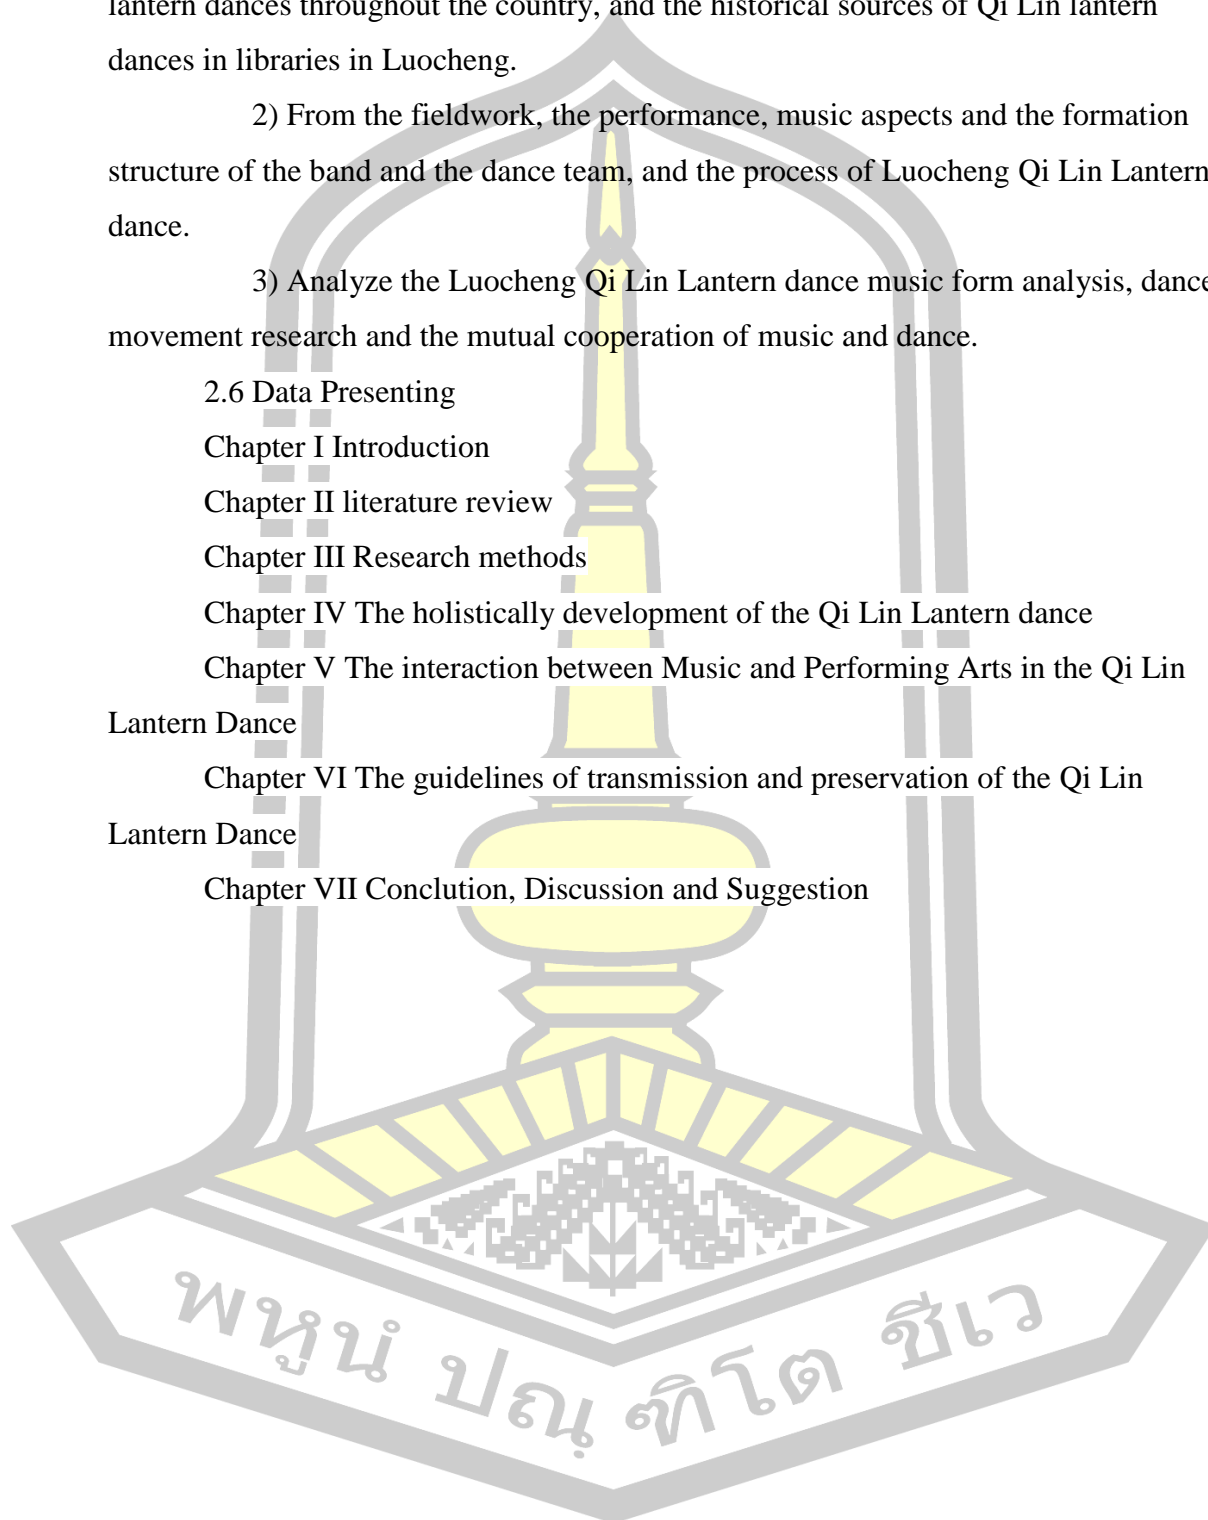 lantern dances throughout the country, and the historical sources of Qi Lin lantern
dances in libraries in Luocheng.
2) From the fieldwork, the performance, music aspects and the formation
structure of the band and the dance team, and the process of Luocheng Qi Lin Lantern
dance.
3) Analyze the Luocheng Qi Lin Lantern dance music form analysis, dance
movement research and the mutual cooperation of music and dance.
2.6 Data Presenting
Chapter I Introduction
Chapter II literature review
Chapter III Research methods
Chapter IV The holistically development of the Qi Lin Lantern dance
Chapter V The interaction between Music and Performing Arts in the Qi Lin
Lantern Dance
Chapter VI The guidelines of transmission and preservation of the Qi Lin
Lantern Dance
Chapter VII Conclution, Discussion and Suggestion
พหูนํ ปณฺฑิโต ชีเว